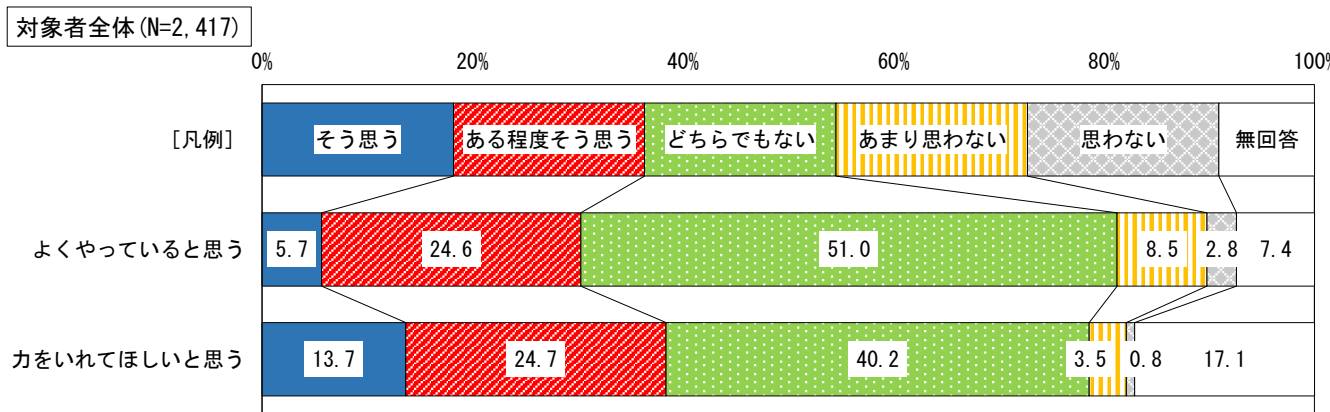 対象者全体(N=2,417)
0% 20% 40% 60% 80% 100%
[凡例] そう思う ある程度そう思う どちらでもない あまり思わない 思わない 無回答
よくやっていると思う 5.7 24.6 51.0 8.5 2.8 7.4
力をいれてほしいと思う 13.7 24.7 40.2 3.5 0.8 17.1